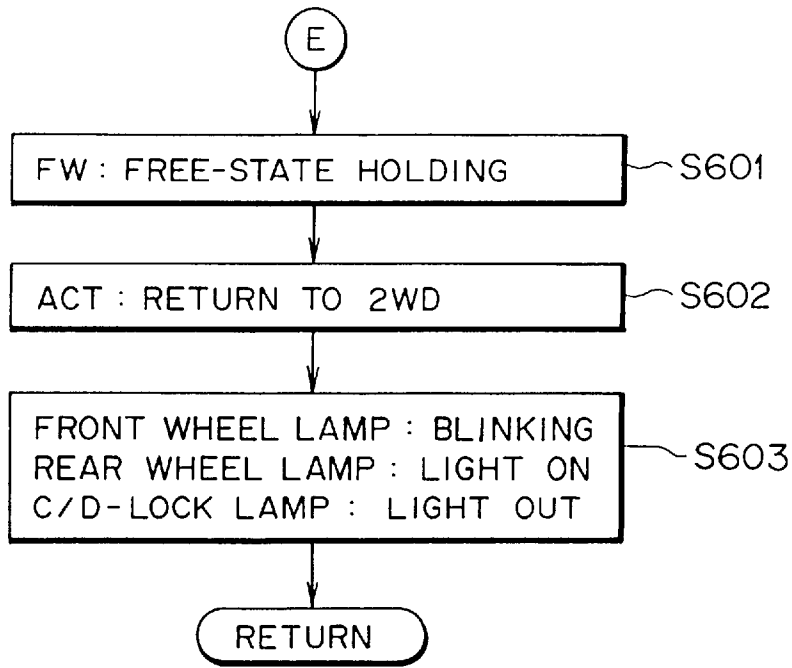 E
FW : FREE-STATE HOLDING
S601
ACT : RETURN TO 2WD
S602
FRONT WHEEL LAMP : BLINKING
REAR WHEEL LAMP : LIGHT ON
C/D-LOCK LAMP : LIGHT OUT
S603
RETURN